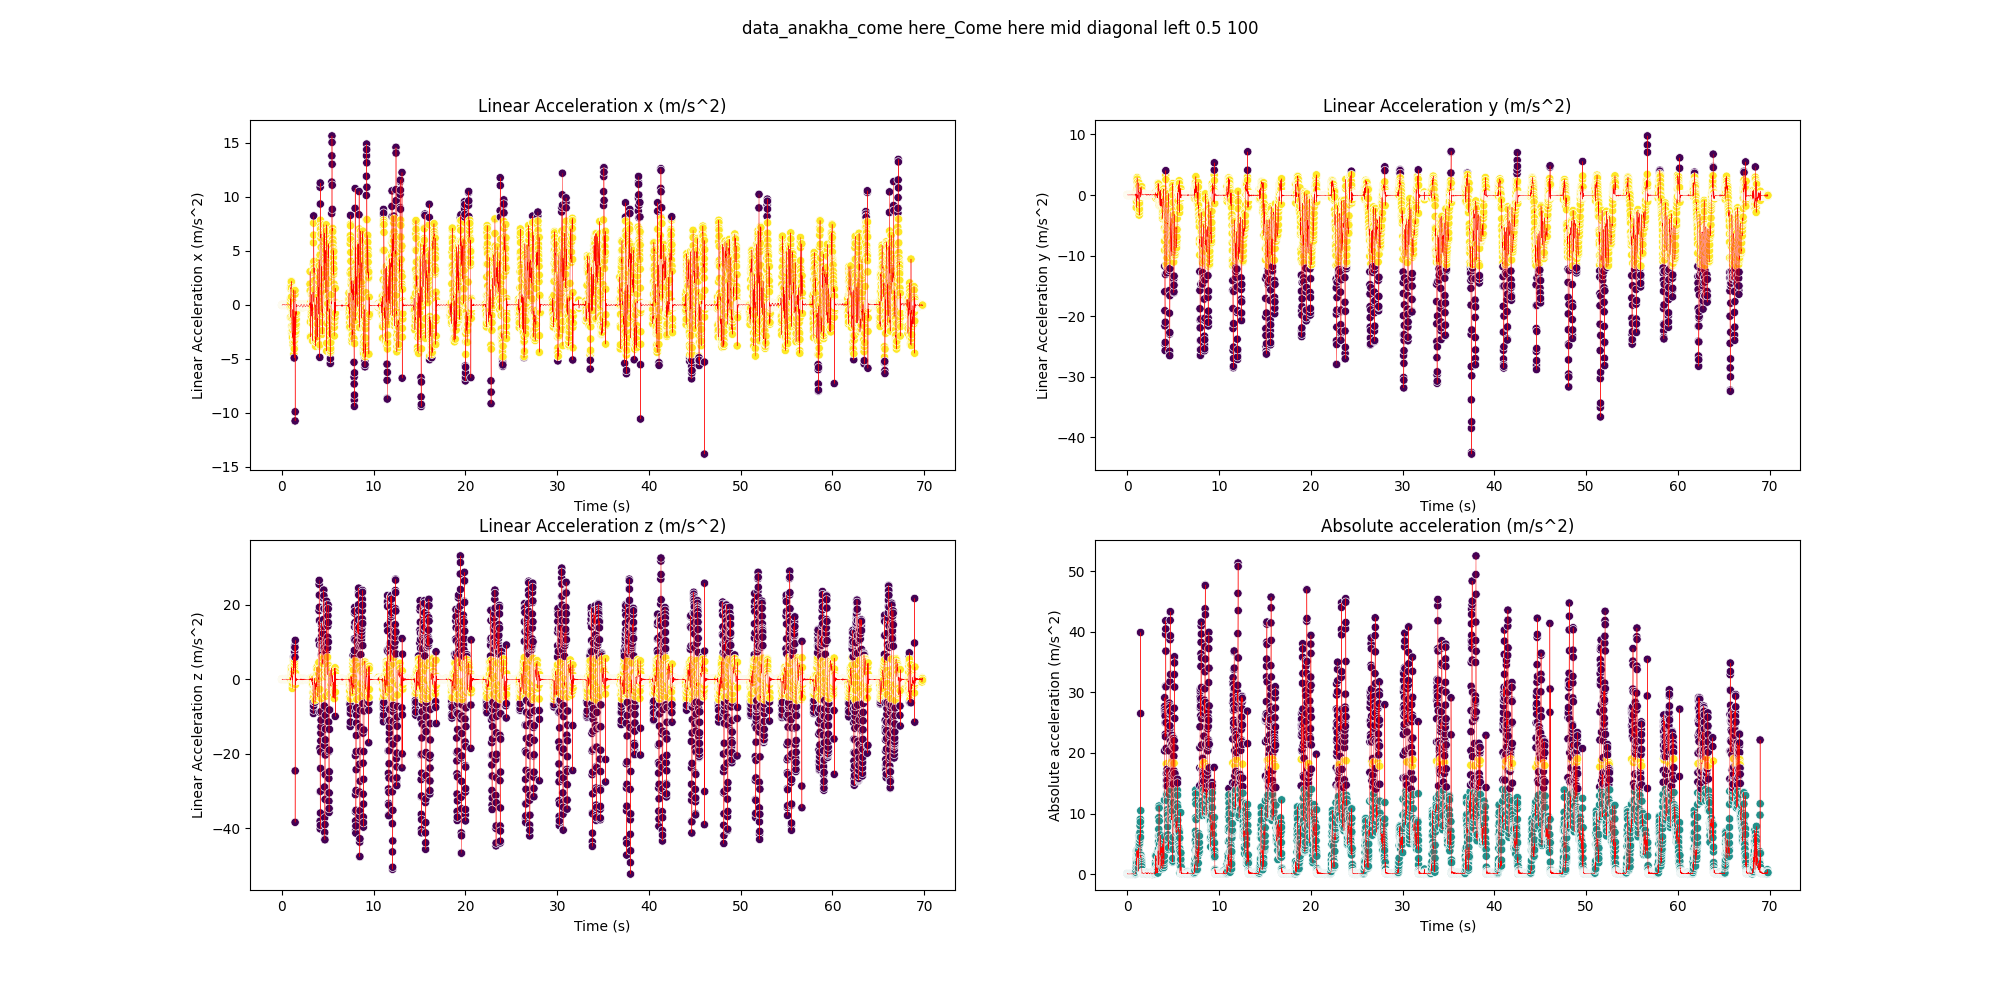 data_anakha_come here_Come here mid diagonal left 0.5 100
Linear Acceleration x (m/s^2)
Linear Acceleration x (m/s^2)
15
10
5
0
−5
−10
−15
0 10 20 30 40 50 60 70
Time (s)
Linear Acceleration y (m/s^2)
Linear Acceleration y (m/s^2)
10
0
−10
−20
−30
−40
0 10 20 30 40 50 60 70
Time (s)
Linear Acceleration z (m/s^2)
Linear Acceleration z (m/s^2)
20
0
−20
−40
0 10 20 30 40 50 60 70
Time (s)
Absolute acceleration (m/s^2)
Absolute acceleration (m/s^2)
50
40
30
20
10
0
0 10 20 30 40 50 60 70
Time (s)